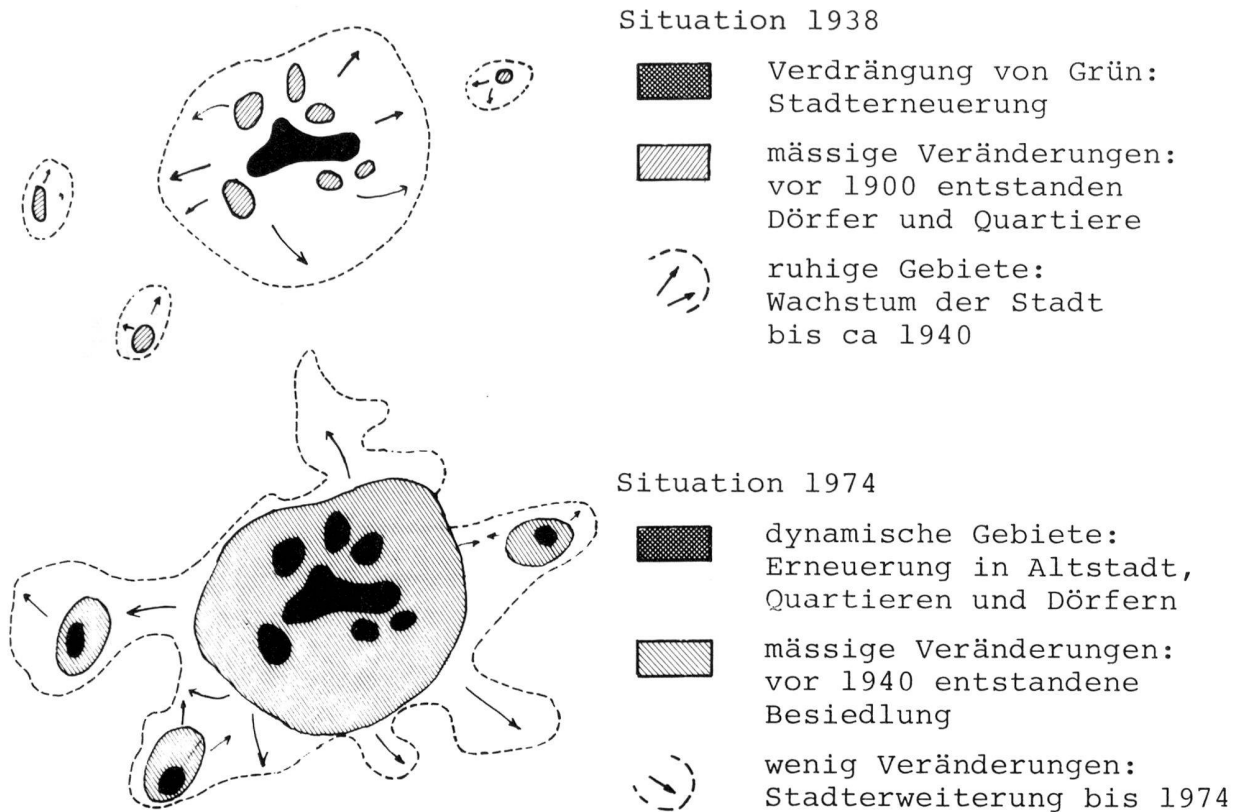 Situation 1938
Verdrängung von Grün:
Stadterneuerung
mässige Veränderungen:
vor 1900 entstanden
Dörfer und Quartiere
ruhige Gebiete:
Wachstum der Stadt
bis ca 1940
Situation 1974
dynamische Gebiete:
Erneuerung in Altstadt,
Quartieren und Dörfern
mässige Veränderungen:
vor 1940 entstandene
Besiedlung
wenig Veränderungen:
Stadterweiterung bis 1974